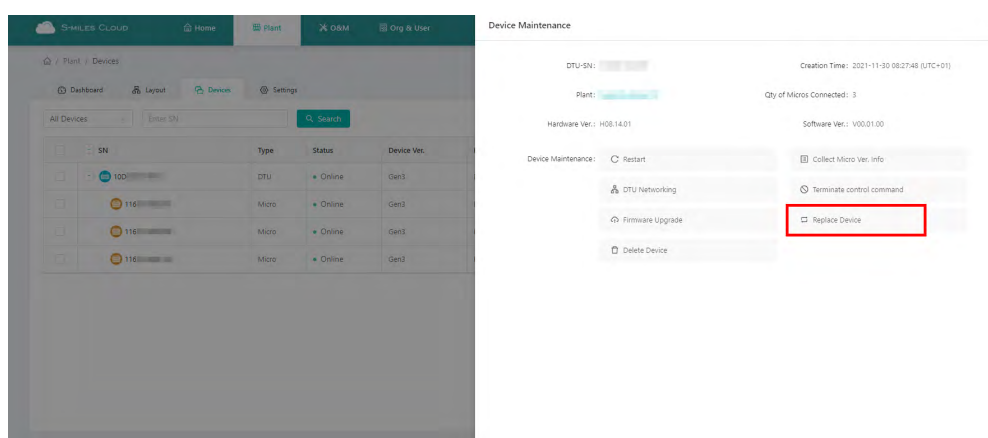 S-MILES CLOUD Home Plant O&M Org & User
/ Plant / Devices
Dashboard Layout Devices Settings
All Devices Enter SN Search
SN Type Status Device Ver.
10D DTU Online Gen3
116 Micro Online Gen3
116 Micro Online Gen3
116 Micro Online Gen3
Device Maintenance
DTU-SN: Creation Time: 2021-11-30 08:27:48 (UTC+01)
Plant: Qty of Micros Connected: 3
Hardware Ver.: H08.14.01 Software Ver.: V00.01.00
Device Maintenance: Restart Collect Micro Ver. Info
DTU Networking Terminate control command
Firmware Upgrade Replace Device
Delete Device